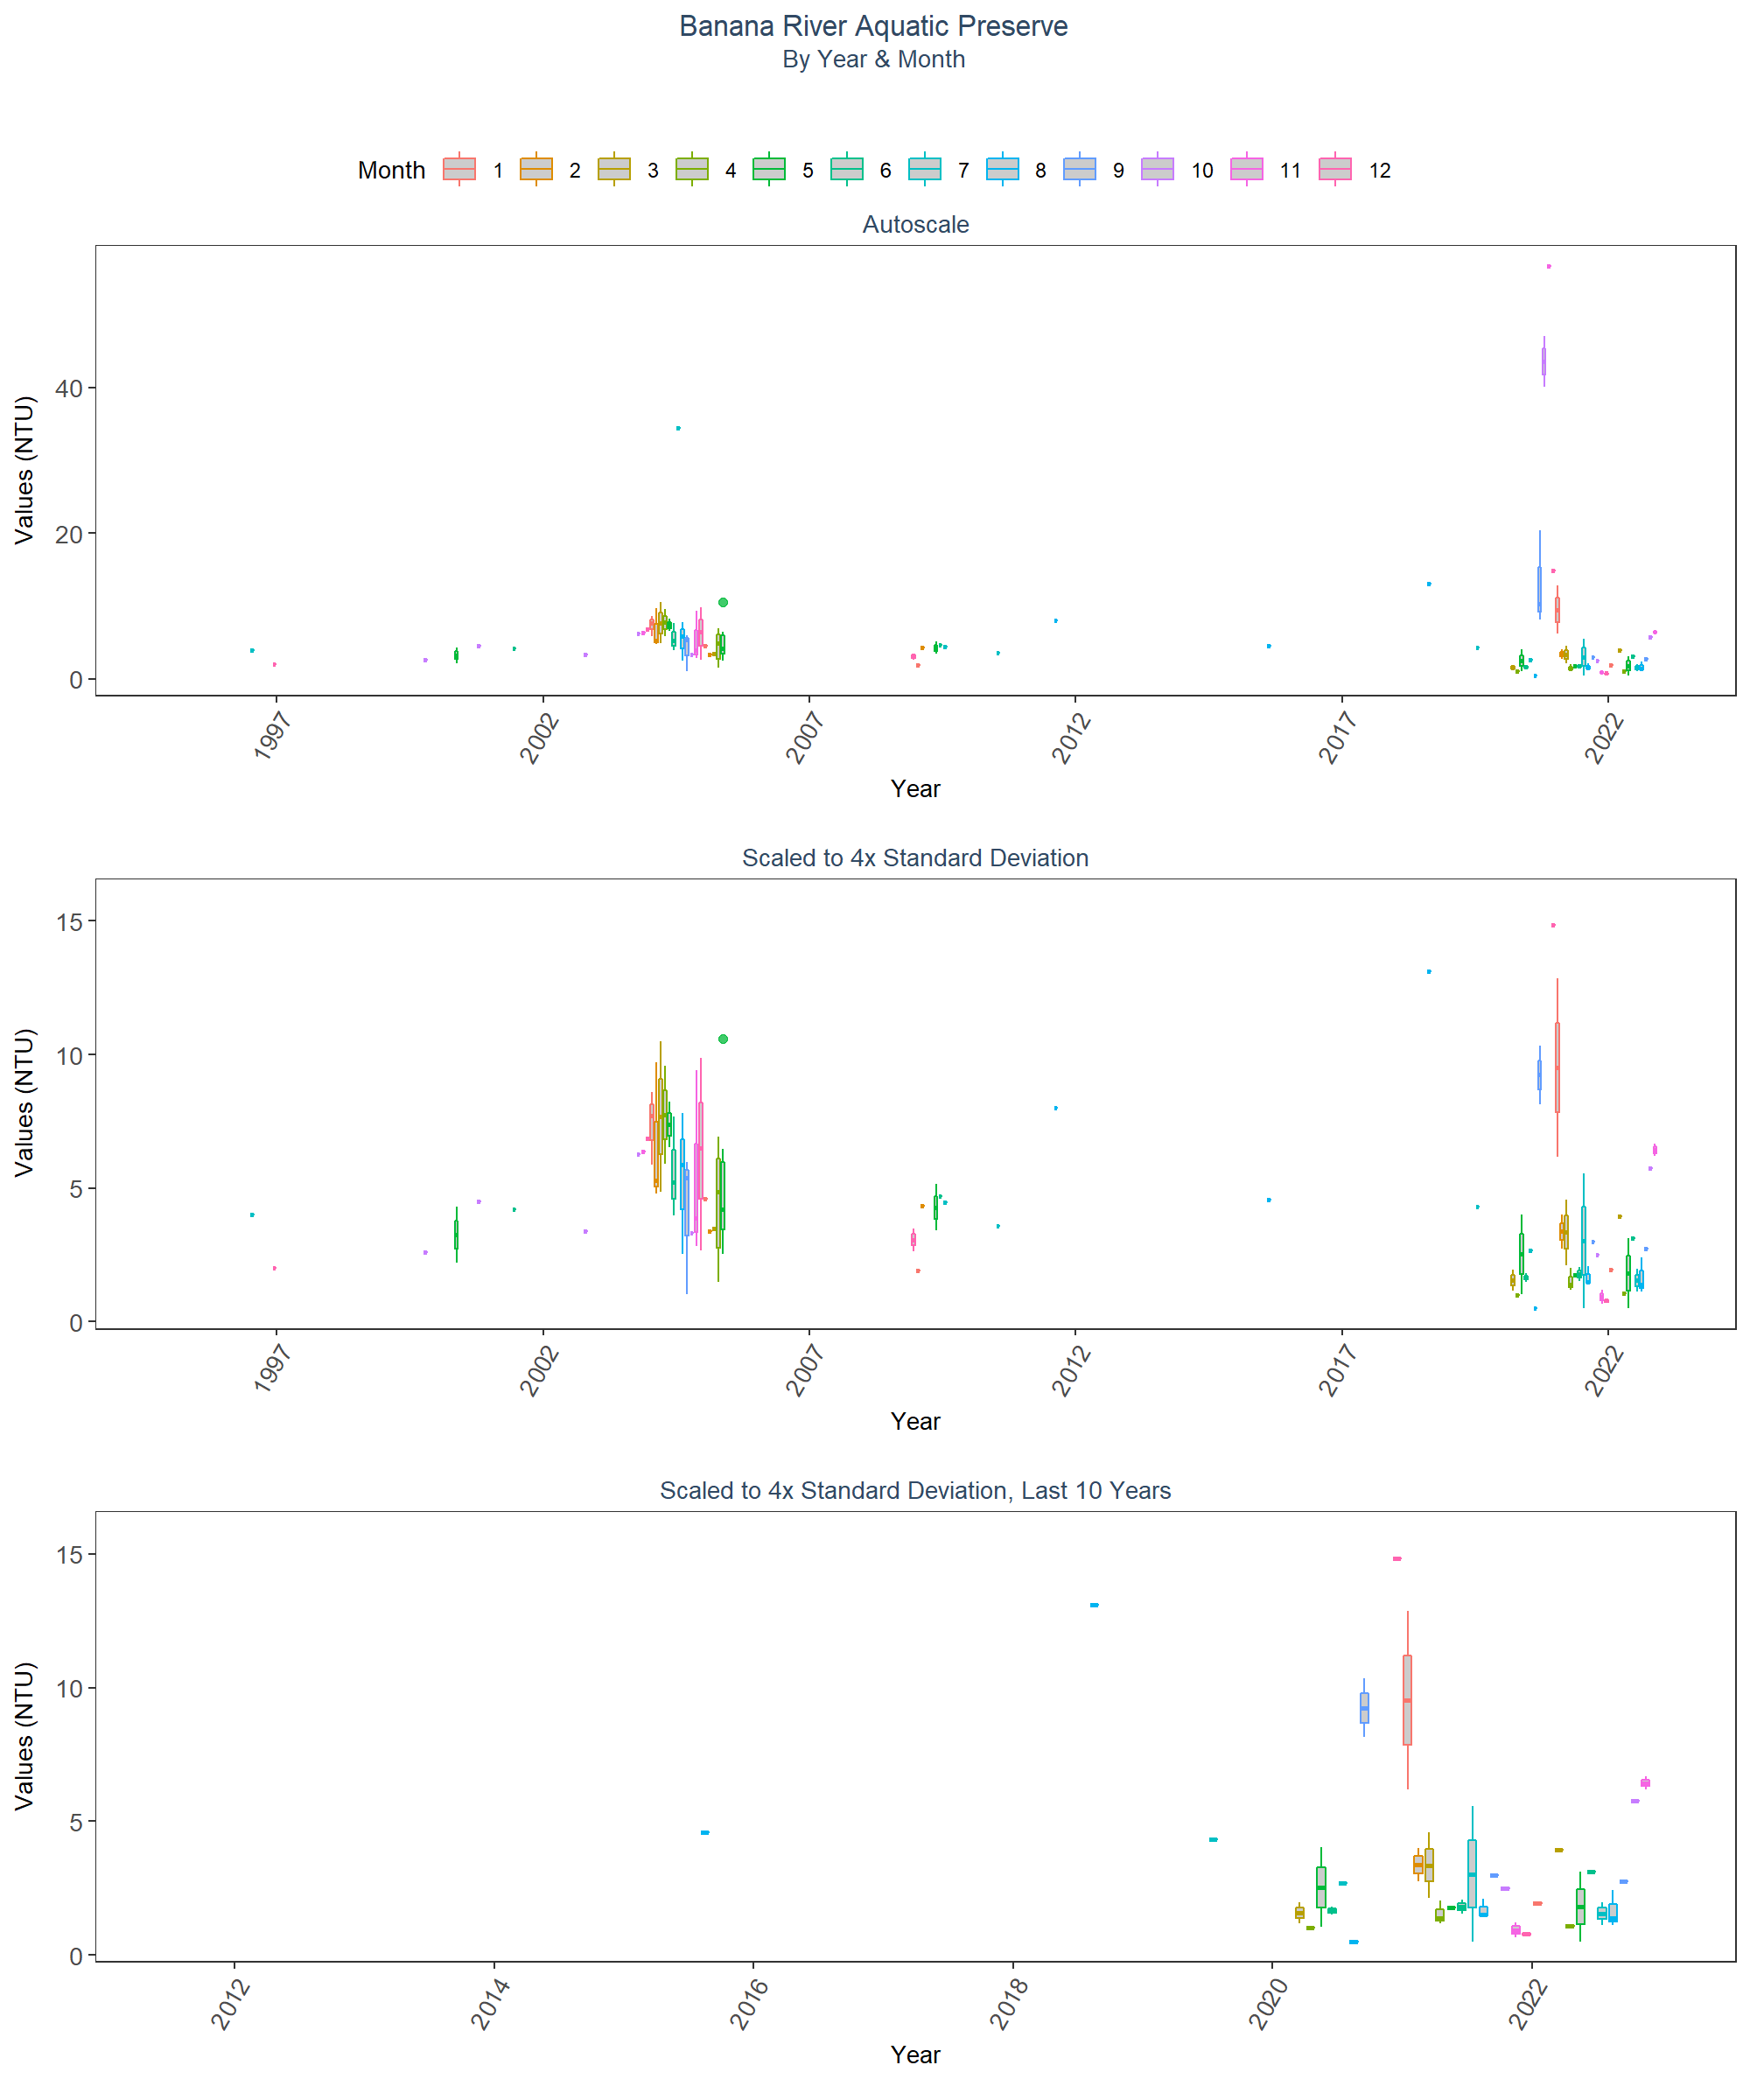 Banana River Aquatic Preserve
By Year & Month
Month 1 2 3 4 5 6 7 8 9 10 11 12
Autoscale
Values (NTU)
40
20
0
1997 2002 2007 2012 2017 2022
Year
Scaled to 4x Standard Deviation
Values (NTU)
15
10
5
0
1997 2002 2007 2012 2017 2022
Year
Scaled to 4x Standard Deviation, Last 10 Years
Values (NTU)
15
10
5
0
2012 2014 2016 2018 2020 2022
Year